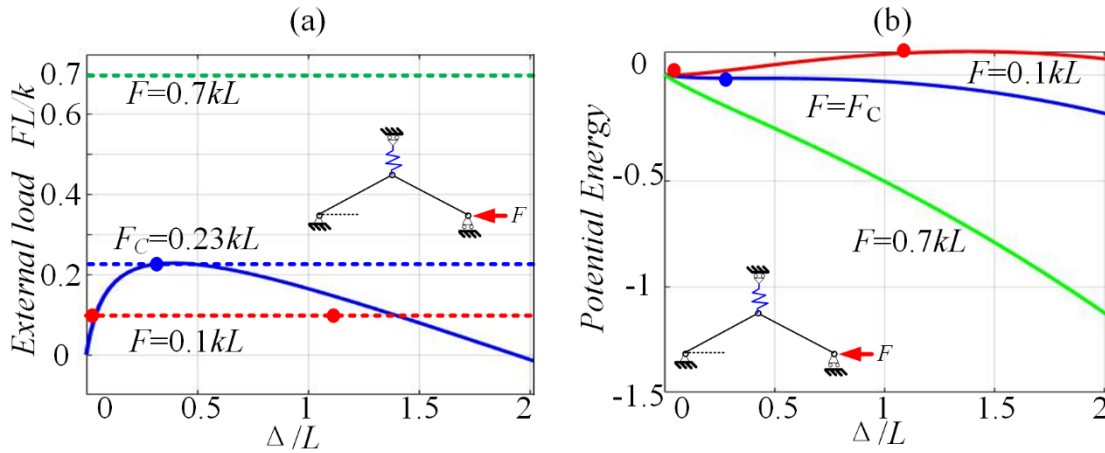 (a)
External load FL/k
0.7
0.6
0.4
0.2
0
F=0.7kL
F
F_C=0.23kL
F=0.1kL
0
0.5
1
1.5
2
Δ/L
(b)
Potential Energy
0
-0.5
-1
-1.5
F=0.1kL
F=F_C
F=0.7kL
F
0
0.5
1
1.5
2
Δ/L